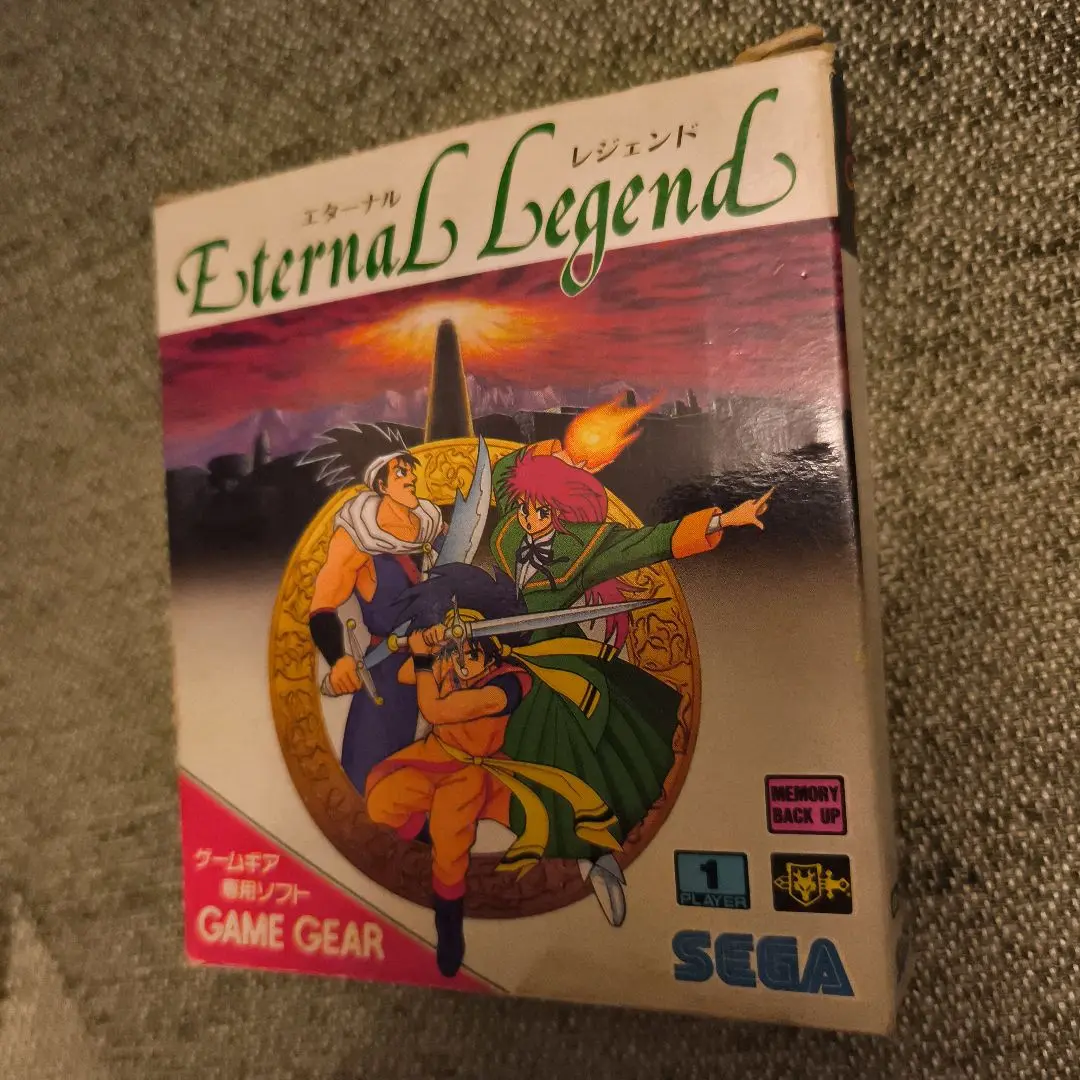 エターナル レジェンド
Eternal Legend
MEMORY
BACK UP
1
PLAYER
ゲームギア
専用ソフト
GAME GEAR
SEGA